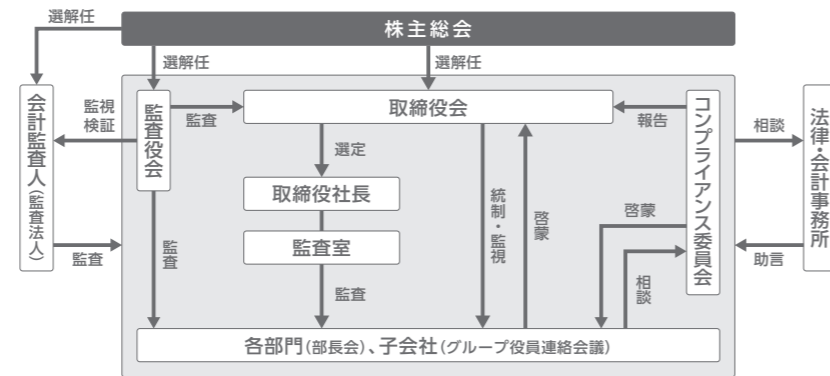 選解任
株主総会
選解任
選解任
会計監査人(監査法人)
監視
検証
監査役会
監査
取締役会
報告
コンプライアンス委員会
相談
法律・会計事務所
選定
取締役社長
統制・監視
啓蒙
啓蒙
監査
監査
監査室
助言
監査
相談
各部門(部長会)、子会社(グループ役員連絡会議)